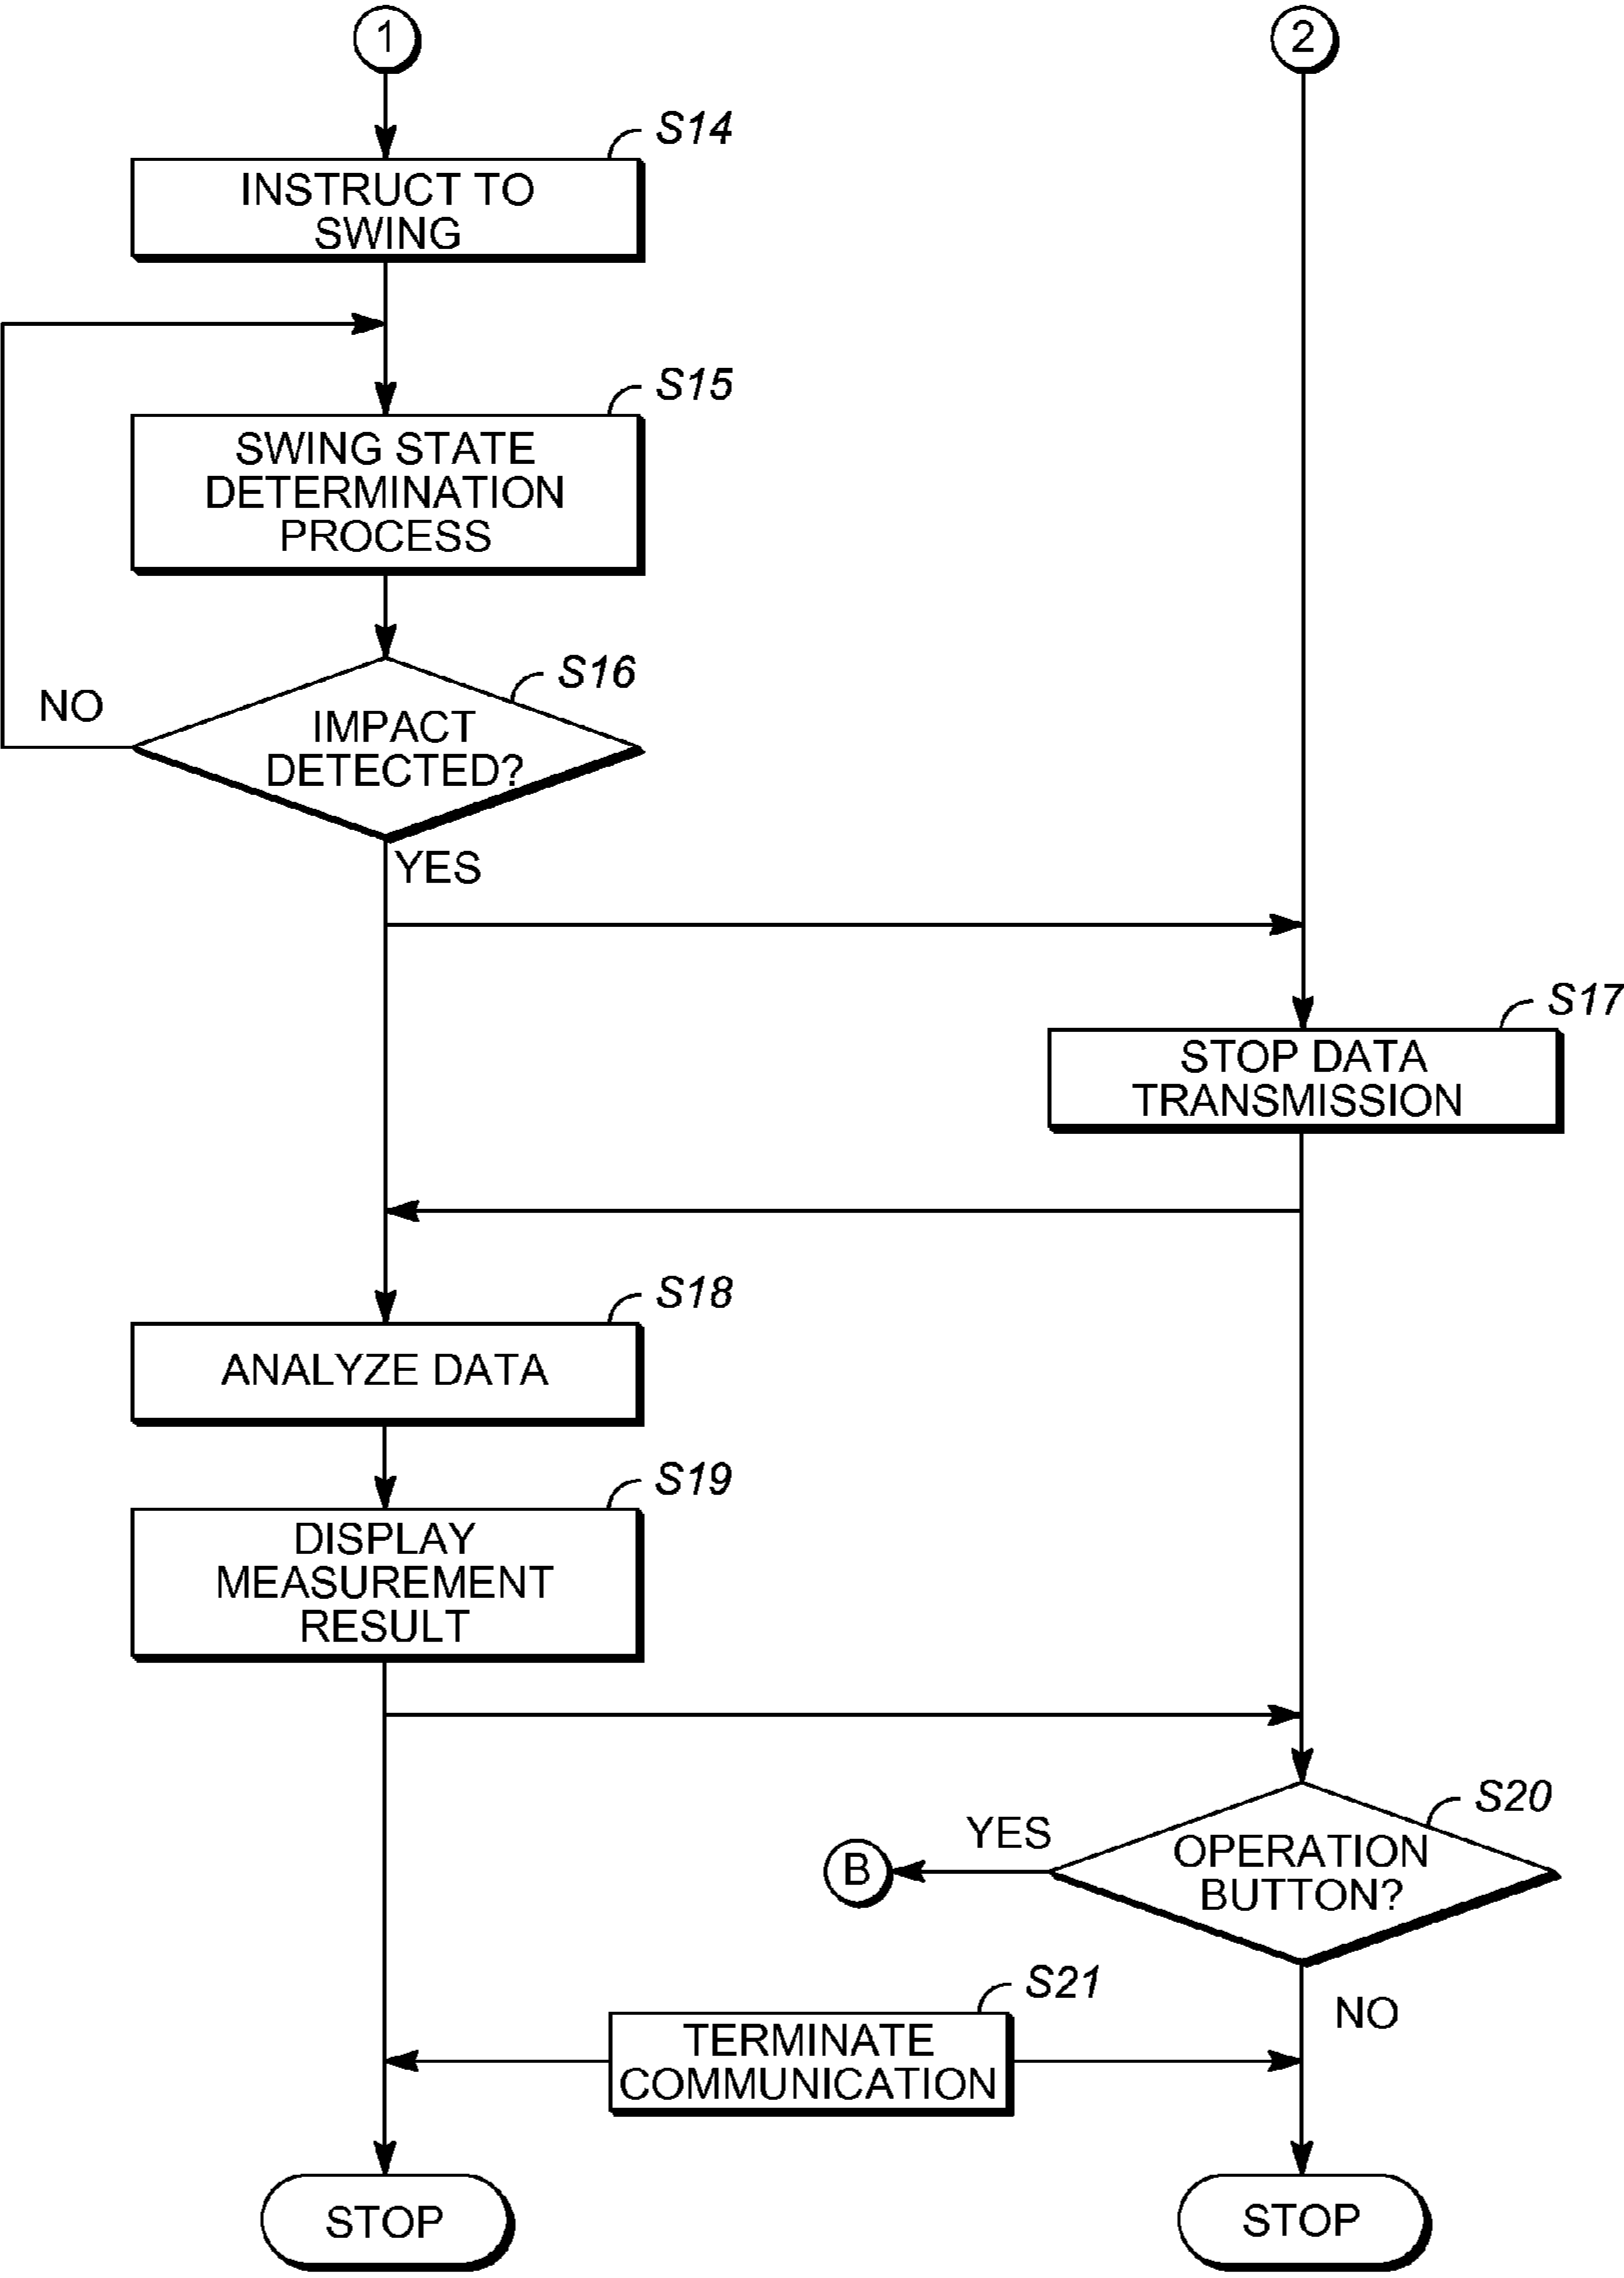 1
2
S14
INSTRUCT TO
SWING
S15
SWING STATE
DETERMINATION
PROCESS
S16
NO
IMPACT
DETECTED?
YES
S17
STOP DATA
TRANSMISSION
S18
ANALYZE DATA
S19
DISPLAY
MEASUREMENT
RESULT
S20
YES
B
OPERATION
BUTTON?
S21
NO
TERMINATE
COMMUNICATION
STOP
STOP